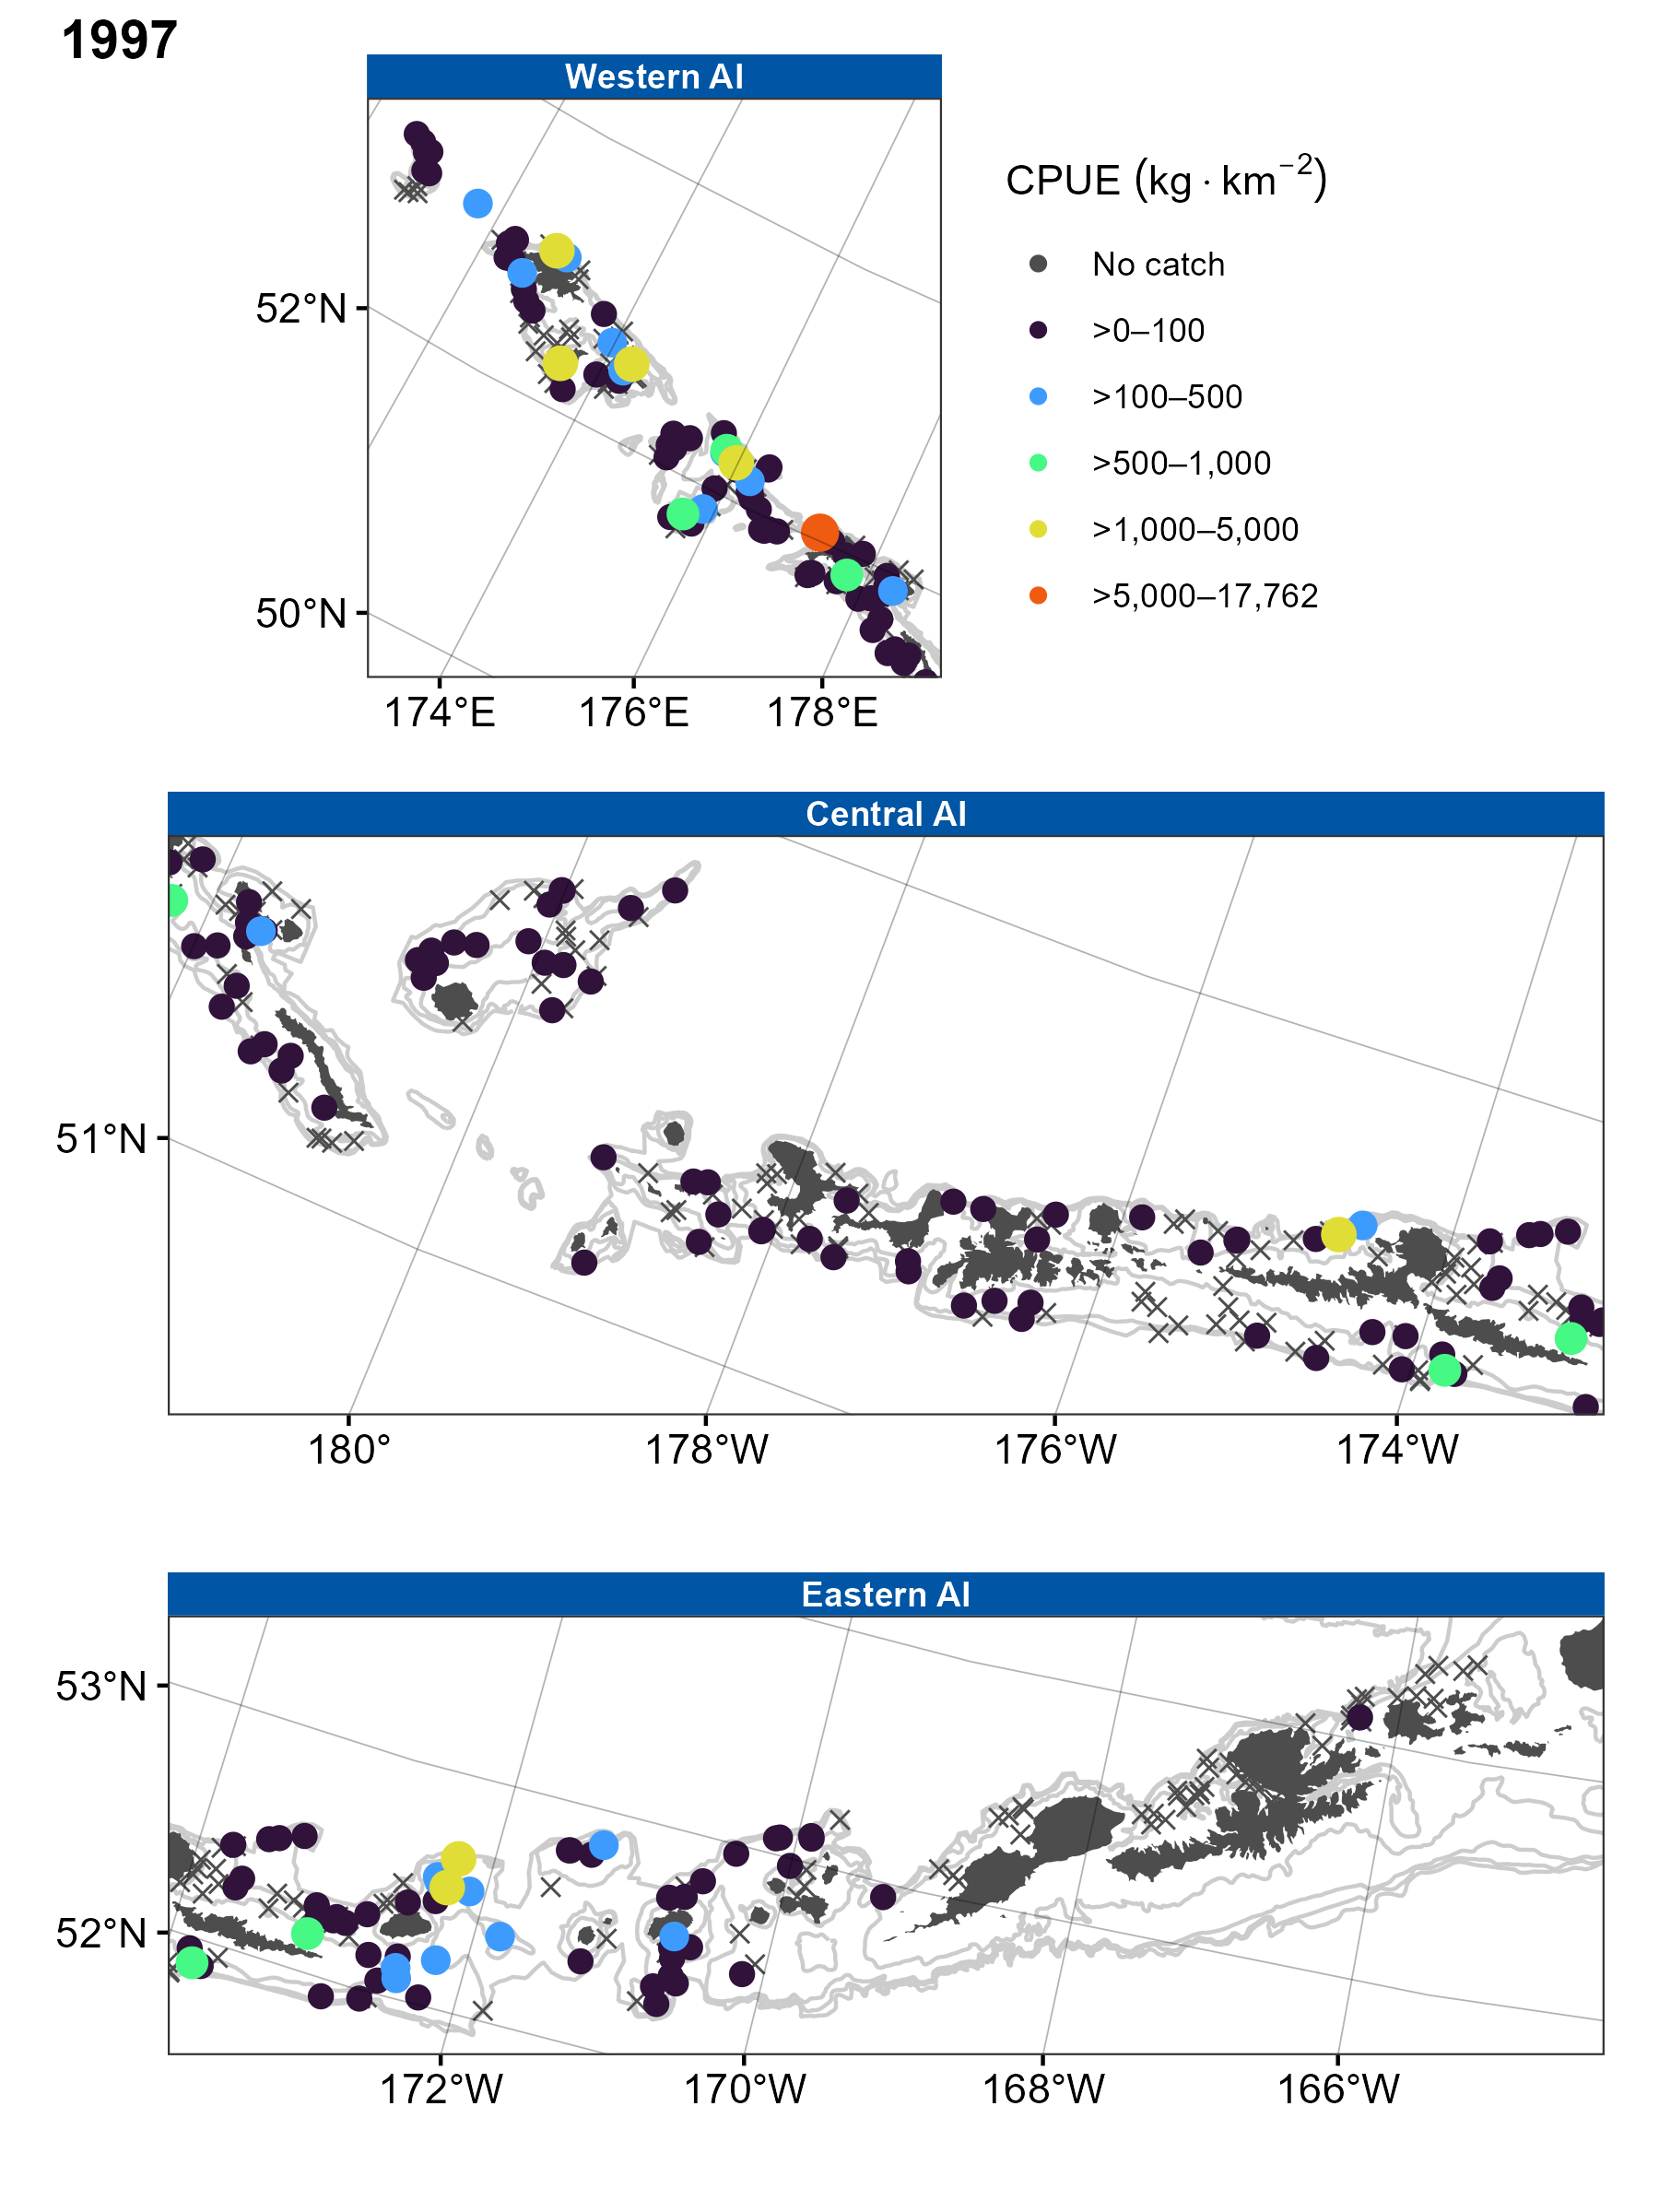 1997
Western AI
52°N
50°N
174°E 176°E 178°E
CPUE (kg · km⁻²)
No catch
>0–100
>100–500
>500–1,000
>1,000–5,000
>5,000–17,762
Central AI
51°N
180° 178°W 176°W 174°W
Eastern AI
53°N
52°N
172°W 170°W 168°W 166°W